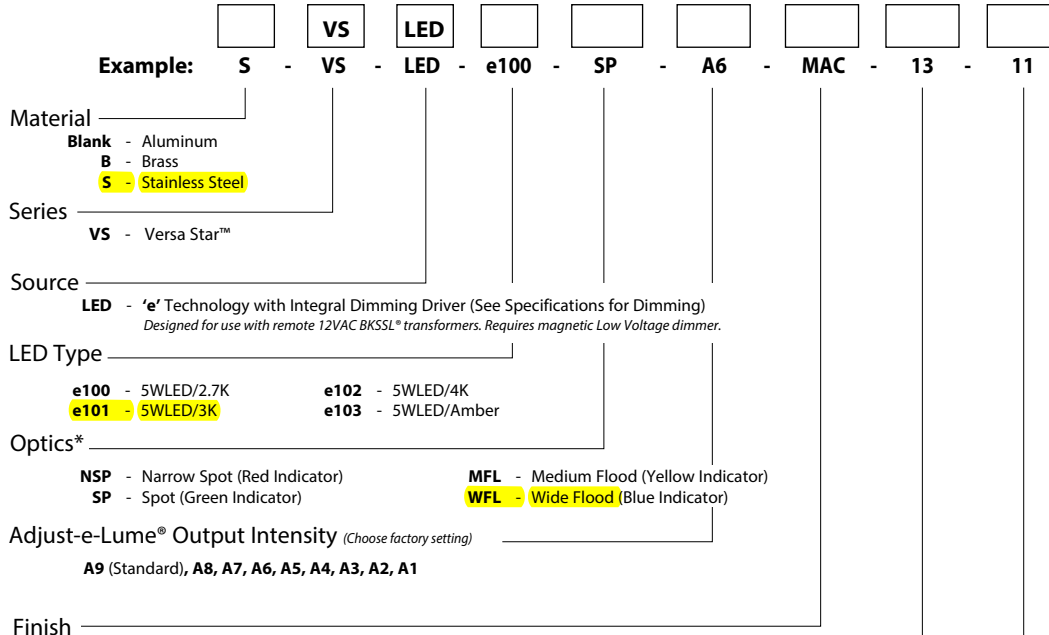 VS LED
Example: S - VS - LED - e100 - SP - A6 - MAC - 13 - 11
Material
Blank - Aluminum
B - Brass
S - Stainless Steel
Series
VS - Versa Star™
Source
LED - 'e' Technology with Integral Dimming Driver (See Specifications for Dimming)
Designed for use with remote 12VAC BKSSL® transformers. Requires magnetic Low Voltage dimmer.
LED Type
e100 - 5WLED/2.7K e102 - 5WLED/4K
e101 - 5WLED/3K e103 - 5WLED/Amber
Optics*
NSP - Narrow Spot (Red Indicator) MFL - Medium Flood (Yellow Indicator)
SP - Spot (Green Indicator) WFL - Wide Flood (Blue Indicator)
Adjust-e-Lume® Output Intensity (Choose factory setting)
A9 (Standard), A8, A7, A6, A5, A4, A3, A2, A1
Finish